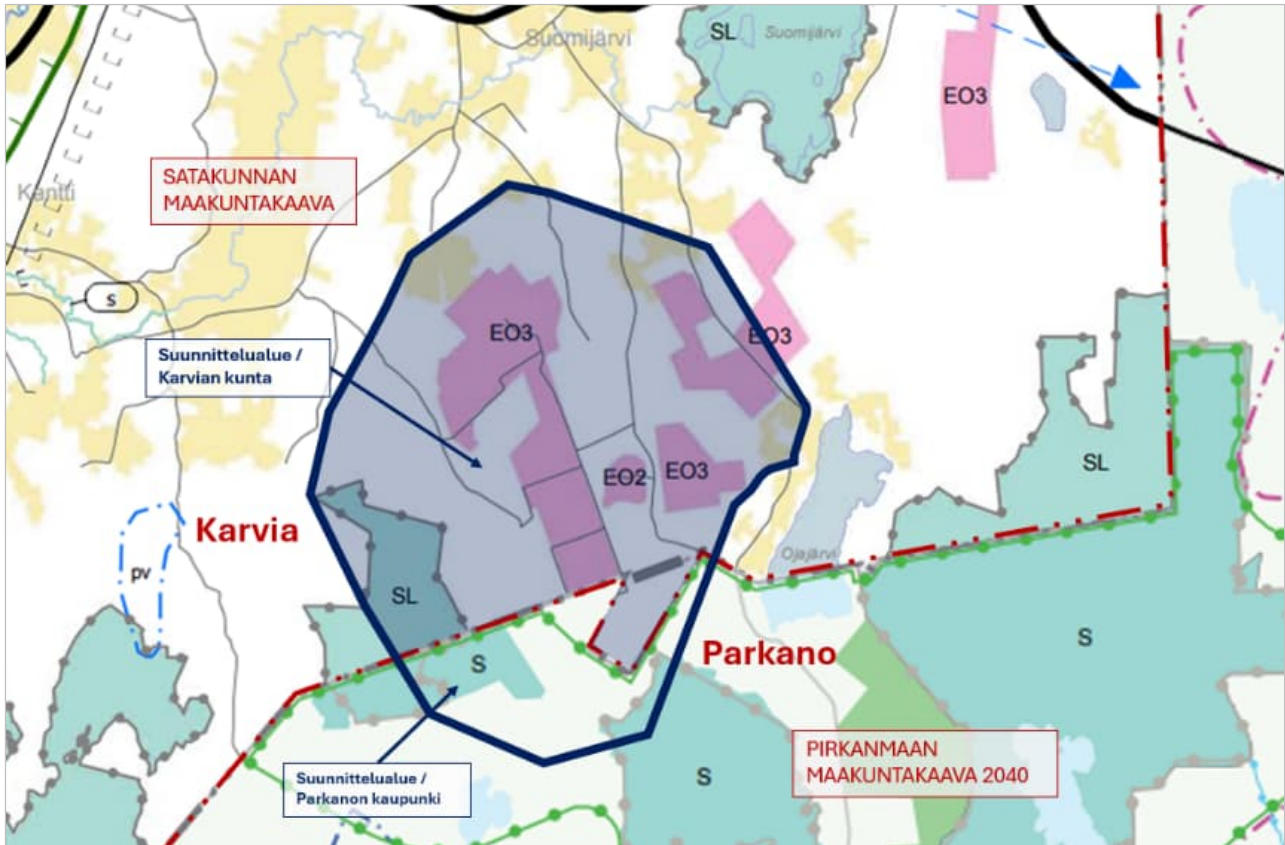 Suomijärvi
SL
Suomijärvi
EO3
SATAKUNNAN
MAAKUNTAKAAVA
Kantti
s
EO3
EO3
Suunnittelualue /
Karvian kunta
EO2
EO3
SL
Karvia
Ojajärvi
pv
SL
S
Parkano
S
PIRKANMAAN
MAAKUNTAKAAVA 2040
S
Suunnittelualue /
Parkanon kaupunki